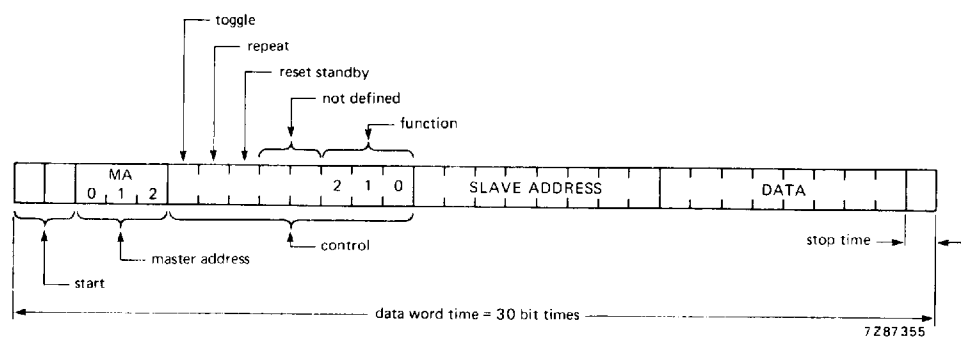 toggle
repeat
reset standby
not defined
function
MA
0 1 2
2 1 0
SLAVE ADDRESS
DATA
control
stop time
master address
start
data word time = 30 bit times
7Z87355